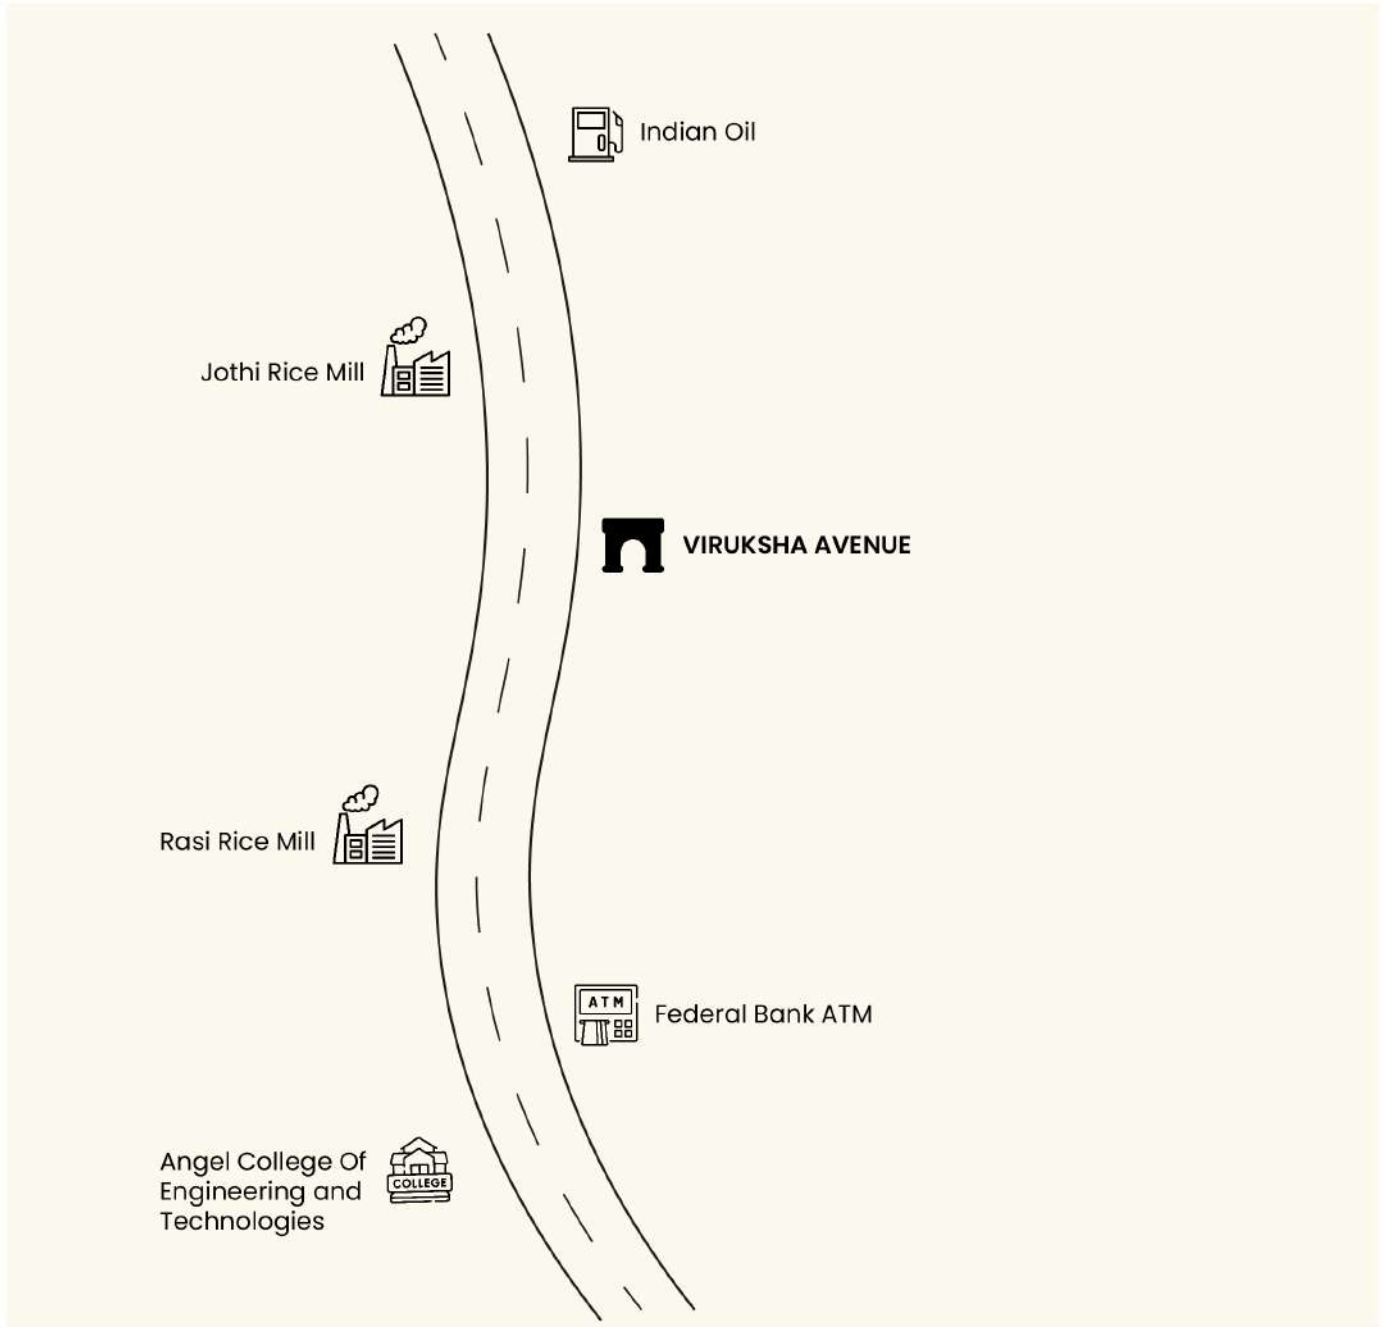 Indian Oil
Jothi Rice Mill
VIRUKSHA AVENUE
Rasi Rice Mill
ATM
Federal Bank ATM
Angel College Of
Engineering and
Technologies
COLLEGE